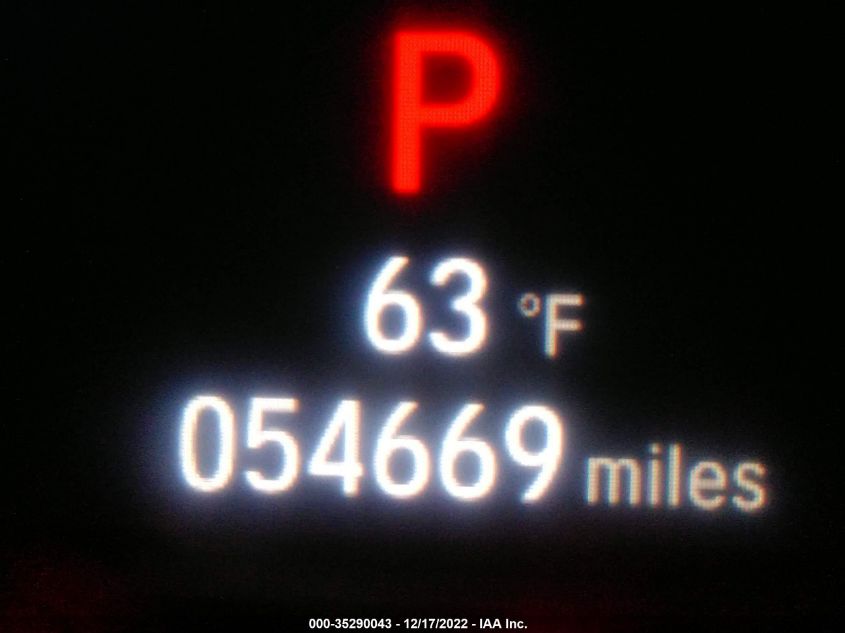 P
63 °F
054669 miles
000-35290043 - 12/17/2022 - IAA Inc.